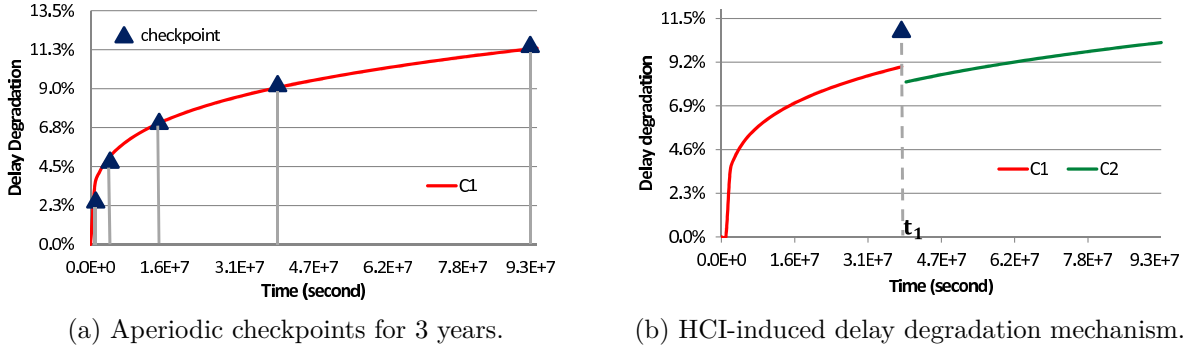 13.5%
11.3%
9.0%
6.8%
4.5%
2.3%
0.0%
Delay Degradation
checkpoint
C1
0.0E+0 1.6E+7 3.1E+7 4.7E+7 6.2E+7 7.8E+7 9.3E+7
Time (second)
(a) Aperiodic checkpoints for 3 years.
11.5%
9.2%
6.9%
4.6%
2.3%
0.0%
Delay degradation
C1 C2
t1
0.0E+0 1.6E+7 3.1E+7 4.7E+7 6.2E+7 7.8E+7 9.3E+7
Time (second)
(b) HCI-induced delay degradation mechanism.